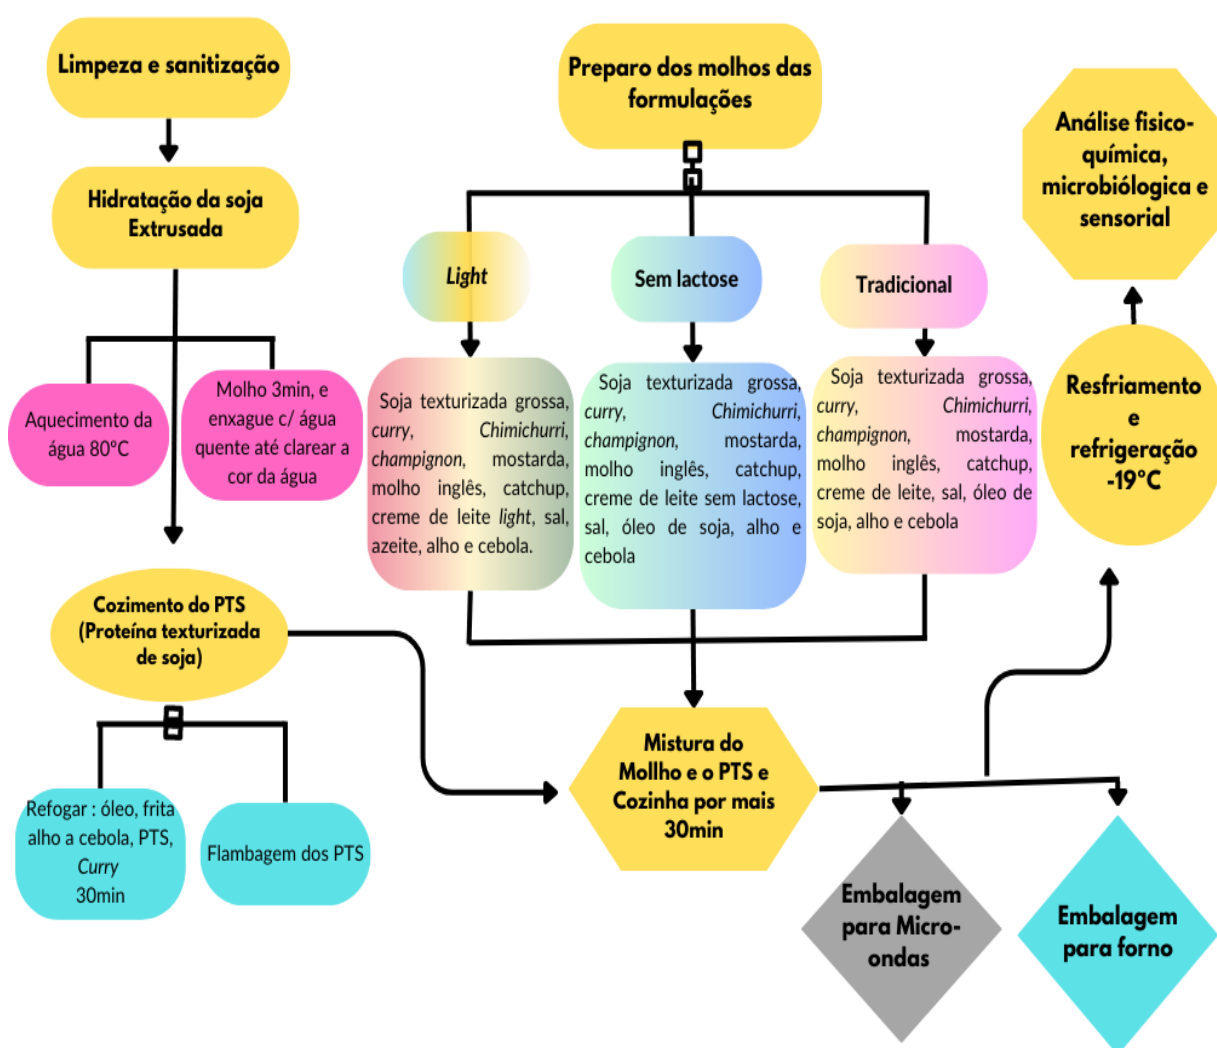 Limpeza e sanitização
Hidratação da soja
Extrusada
Aquecimento da
água 80°C
Molho 3min, e
enxague c/ água
quente até clarear a
cor da água
Cozimento do PTS
(Proteína texturizada
de soja)
Refogar : óleo, frita
alho a cebola, PTS,
Curry
30min
Flambagem dos PTS
Preparo dos molhos das
formulações
Light
Soja texturizada grossa,
curry, Chimichurri,
champignon, mostarda,
molho inglês, catchup,
creme de leite light, sal,
azeite, alho e cebola.
Sem lactose
Soja texturizada grossa,
curry, Chimichurri,
champignon, mostarda,
molho inglês, catchup,
creme de leite sem lactose,
sal, óleo de soja, alho e
cebola
Tradicional
Soja texturizada grossa,
curry, Chimichurri,
champignon, mostarda,
molho inglês, catchup,
creme de leite, sal, óleo de
soja, alho e cebola
Mistura do
Mollho e o PTS e
Cozinha por mais
30min
Embalagem
para Micro-
ondas
Embalagem
para forno
Resfriamento
e
refrigeração
-19°C
Análise fisico-
química,
microbiólogica e
sensorial